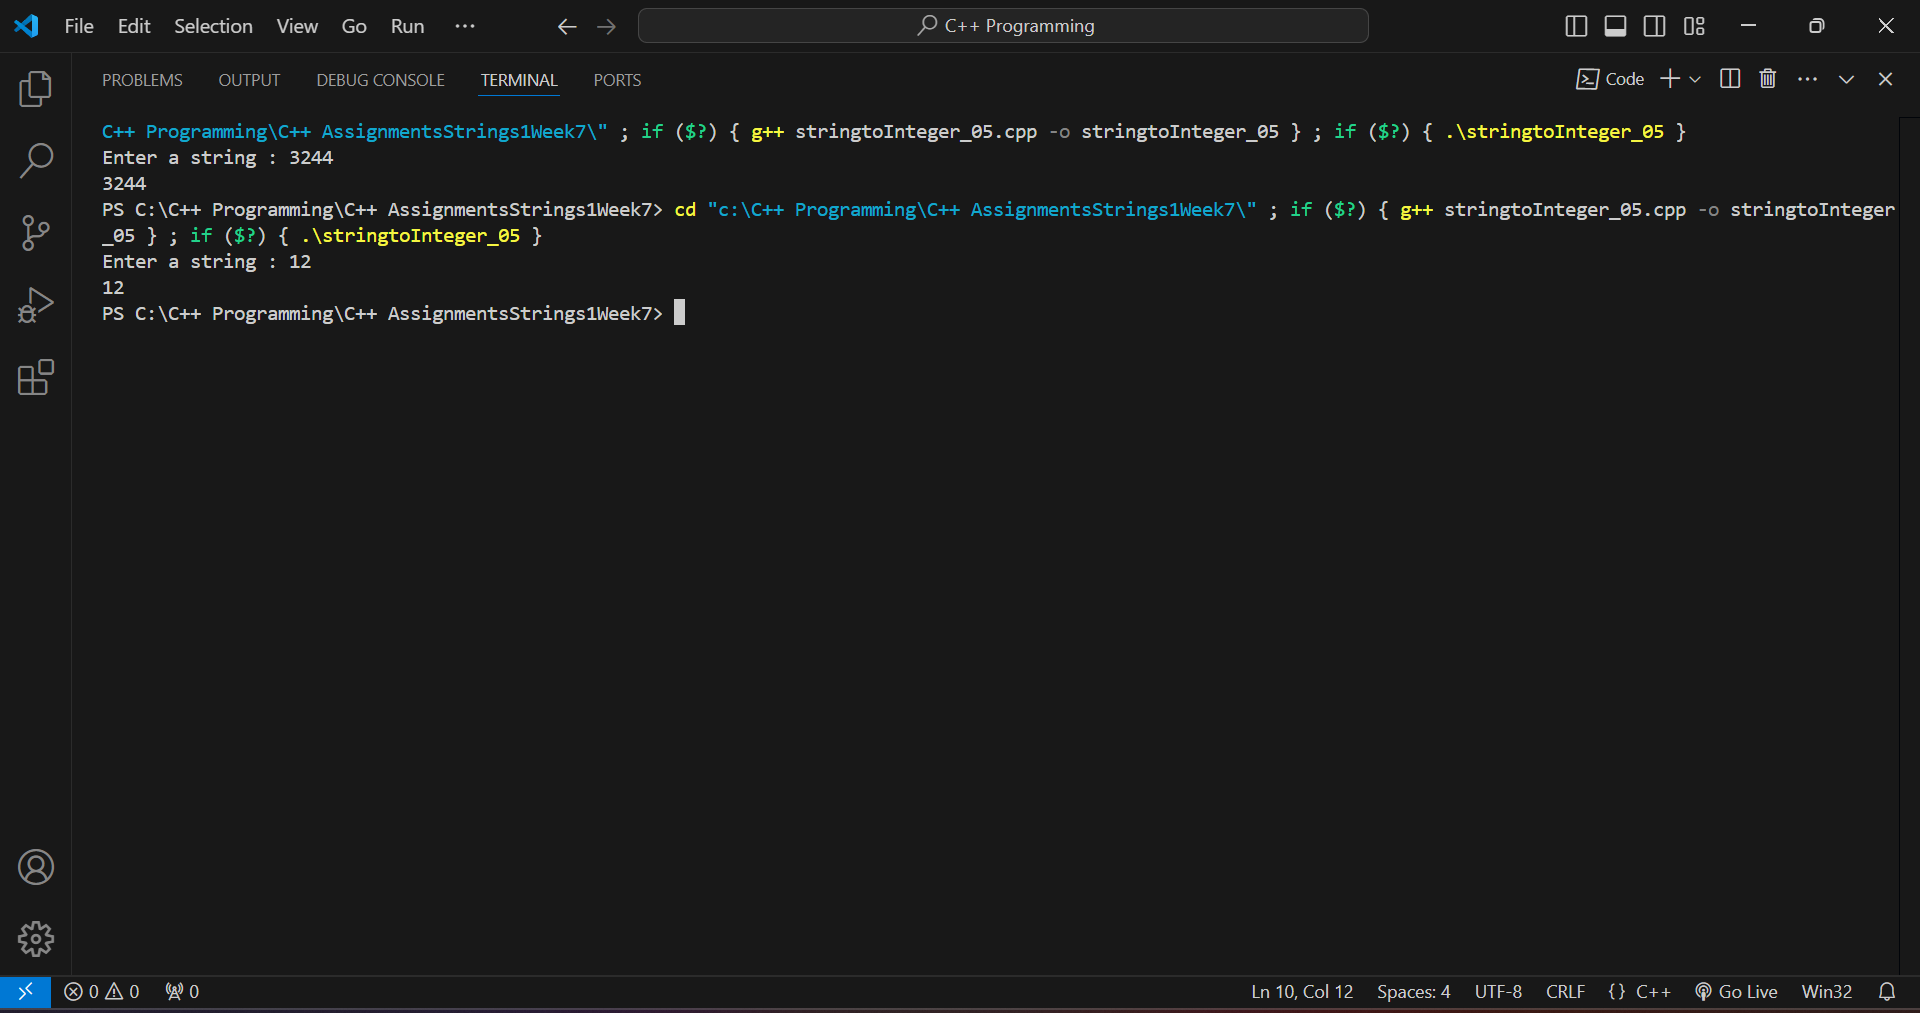 File Edit Selection View Go Run ··· C++ Programming
PROBLEMS OUTPUT DEBUG CONSOLE TERMINAL PORTS Code
C++ Programming\C++ AssignmentsStrings1Week7\" ; if ($?) { g++ stringtoInteger_05.cpp -o stringtoInteger_05 } ; if ($?) { .\stringtoInteger_05 }
Enter a string : 3244
3244
PS C:\C++ Programming\C++ AssignmentsStrings1Week7> cd "c:\C++ Programming\C++ AssignmentsStrings1Week7\" ; if ($?) { g++ stringtoInteger_05.cpp -o stringtoInteger
_05 } ; if ($?) { .\stringtoInteger_05 }
Enter a string : 12
12
PS C:\C++ Programming\C++ AssignmentsStrings1Week7>
0 0 0 Ln 10, Col 12 Spaces: 4 UTF-8 CRLF {} C++ Go Live Win32